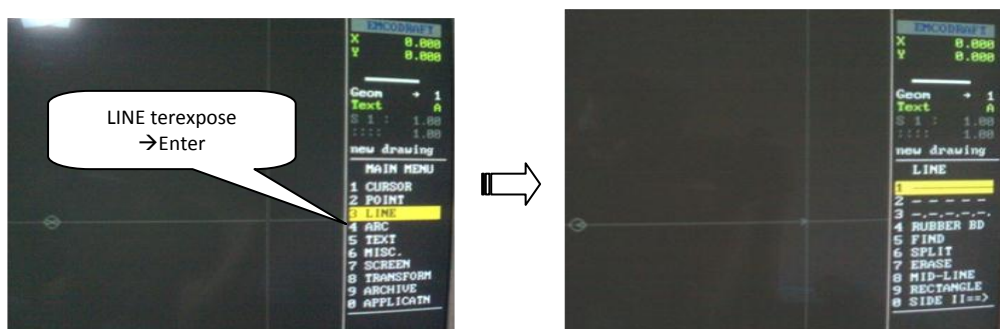 LINE terexpose
→Enter
EMCODRAFT
X 0.000
Y 0.000
Geom → 1
Text A
S 1 : 1.00
:::: 1.00
new drawing
MAIN MENU
1 CURSOR
2 POINT
3 LINE
4 ARC
5 TEXT
6 MISC.
7 SCREEN
8 TRANSFORM
9 ARCHIVE
0 APPLICATN
EMCODRAFT
X 0.000
Y 0.000
Geom → 1
Text A
S 1 : 1.00
:::: 1.00
new drawing
LINE
1 ————————
2 - - - - -
3 -.-.-.-.-.
4 RUBBER BD
5 FIND
6 SPLIT
7 ERASE
8 MID-LINE
9 RECTANGLE
0 SIDE II==>